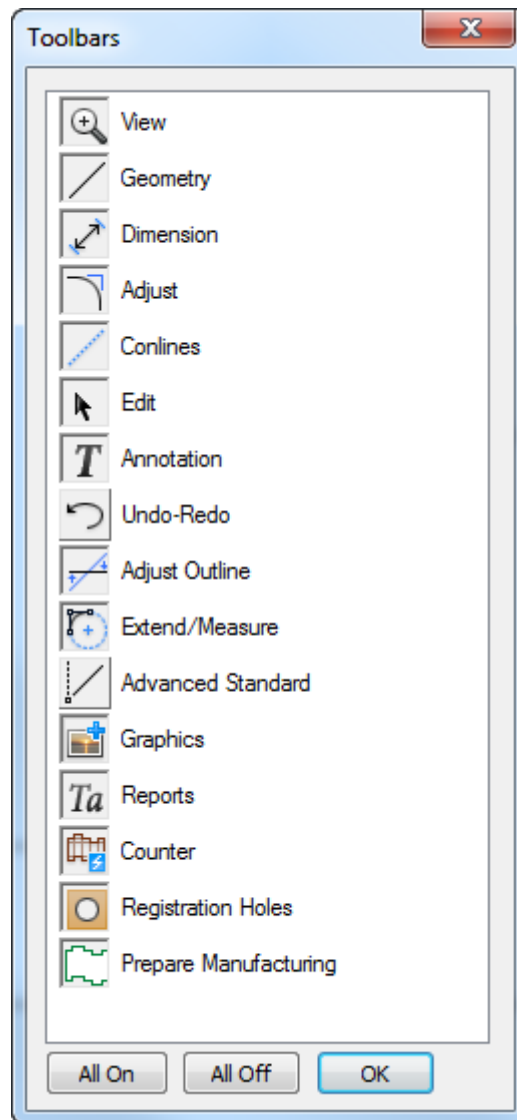 Toolbars
View
Geometry
Dimension
Adjust
Conlines
Edit
T Annotation
Undo-Redo
Adjust Outline
Extend/Measure
Advanced Standard
Graphics
Ta Reports
Counter
Registration Holes
Prepare Manufacturing
All On All Off OK